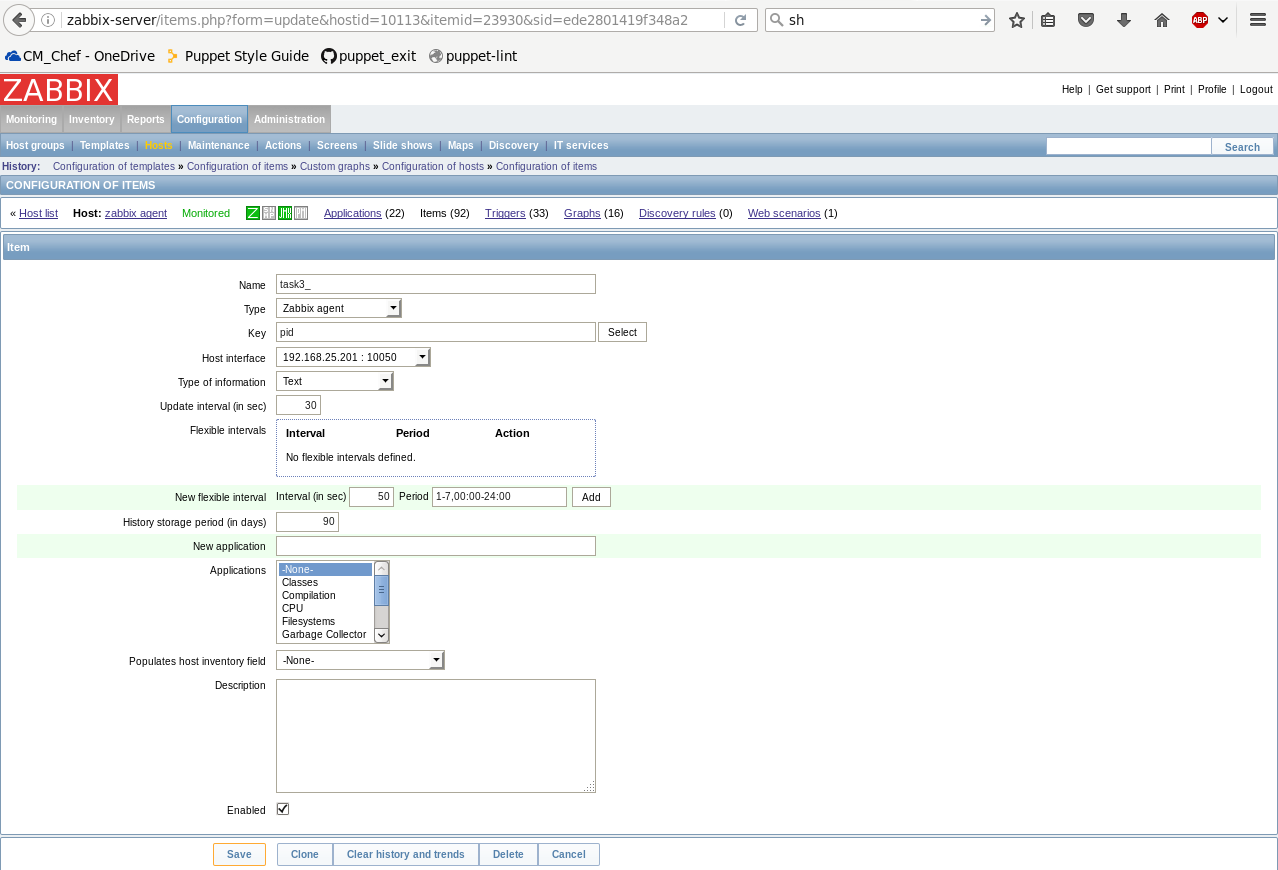 zabbix-server/items.php?form=update&hostid=10113&itemid=23930&sid=ede2801419f348a2 sh ABP
CM_Chef - OneDrive Puppet Style Guide puppet_exit puppet-lint
ZABBIX
Help | Get support | Print | Profile | Logout
Monitoring Inventory Reports Configuration Administration
Host groups | Templates | Hosts | Maintenance | Actions | Screens | Slide shows | Maps | Discovery | IT services Search
History: Configuration of templates » Configuration of items » Custom graphs » Configuration of hosts » Configuration of items
CONFIGURATION OF ITEMS
« Host list Host: zabbix agent Monitored Applications (22) Items (92) Triggers (33) Graphs (16) Discovery rules (0) Web scenarios (1)
Item
Name task3_
Type Zabbix agent
Key pid Select
Host interface 192.168.25.201 : 10050
Type of information Text
Update interval (in sec) 30
Flexible intervals Interval Period Action
No flexible intervals defined.
New flexible interval Interval (in sec) 50 Period 1-7,00:00-24:00 Add
History storage period (in days) 90
New application
Applications -None-
Classes
Compilation
CPU
Filesystems
Garbage Collector
Populates host inventory field -None-
Description
Enabled
Save Clone Clear history and trends Delete Cancel